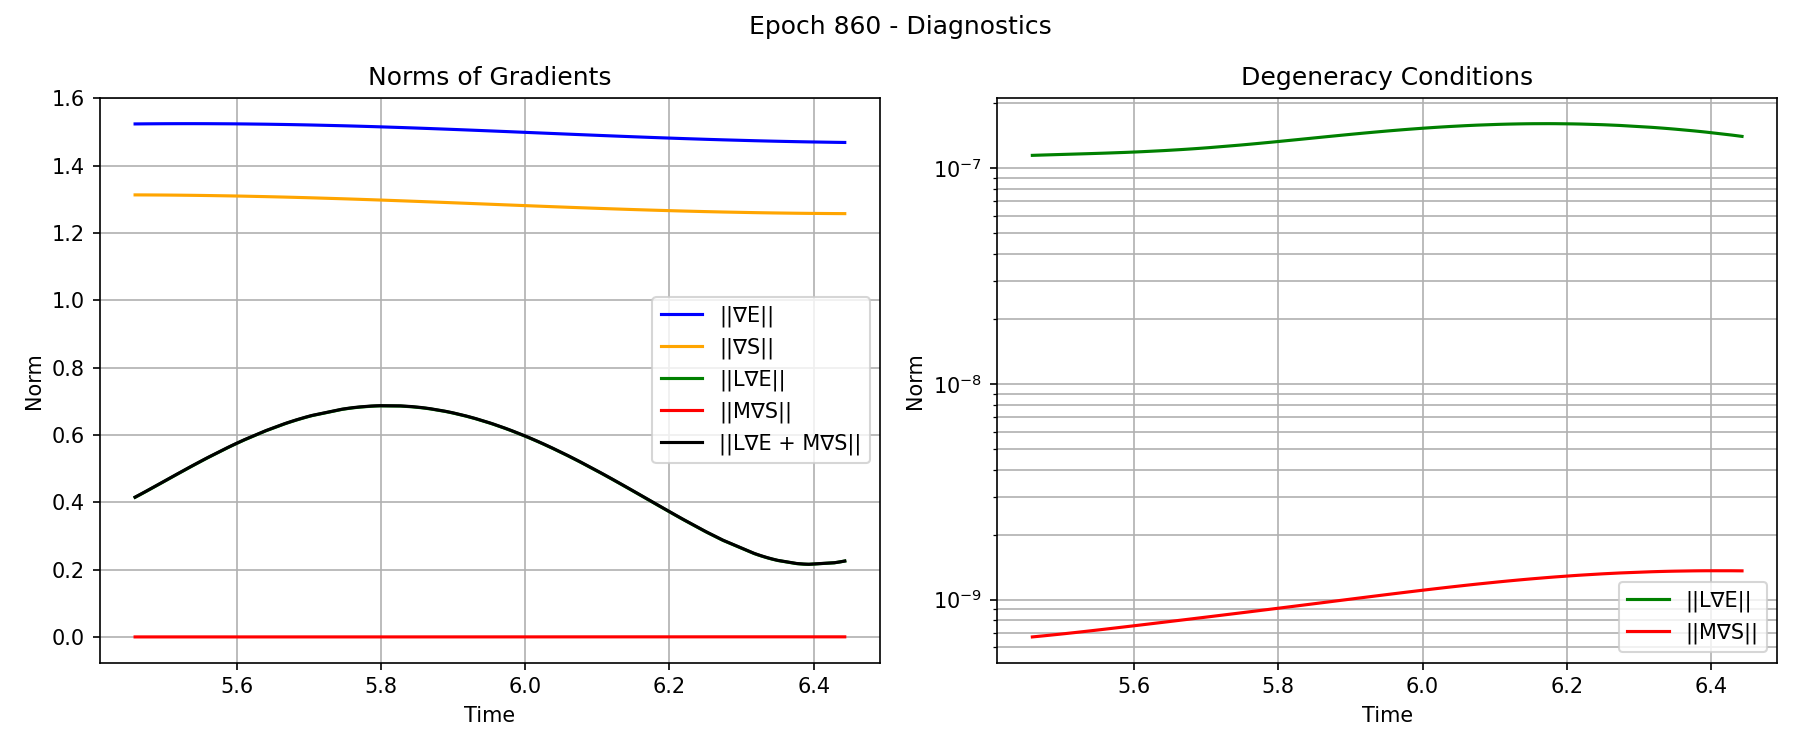 Epoch 860 - Diagnostics
Norms of Gradients
1.6
1.4
1.2
1.0
0.8
0.6
0.4
0.2
0.0
Norm
5.6 5.8 6.0 6.2 6.4
Time
||∇E||
||∇S||
||L∇E||
||M∇S||
||L∇E + M∇S||
Degeneracy Conditions
10⁻⁷
10⁻⁸
10⁻⁹
Norm
5.6 5.8 6.0 6.2 6.4
Time
||L∇E||
||M∇S||